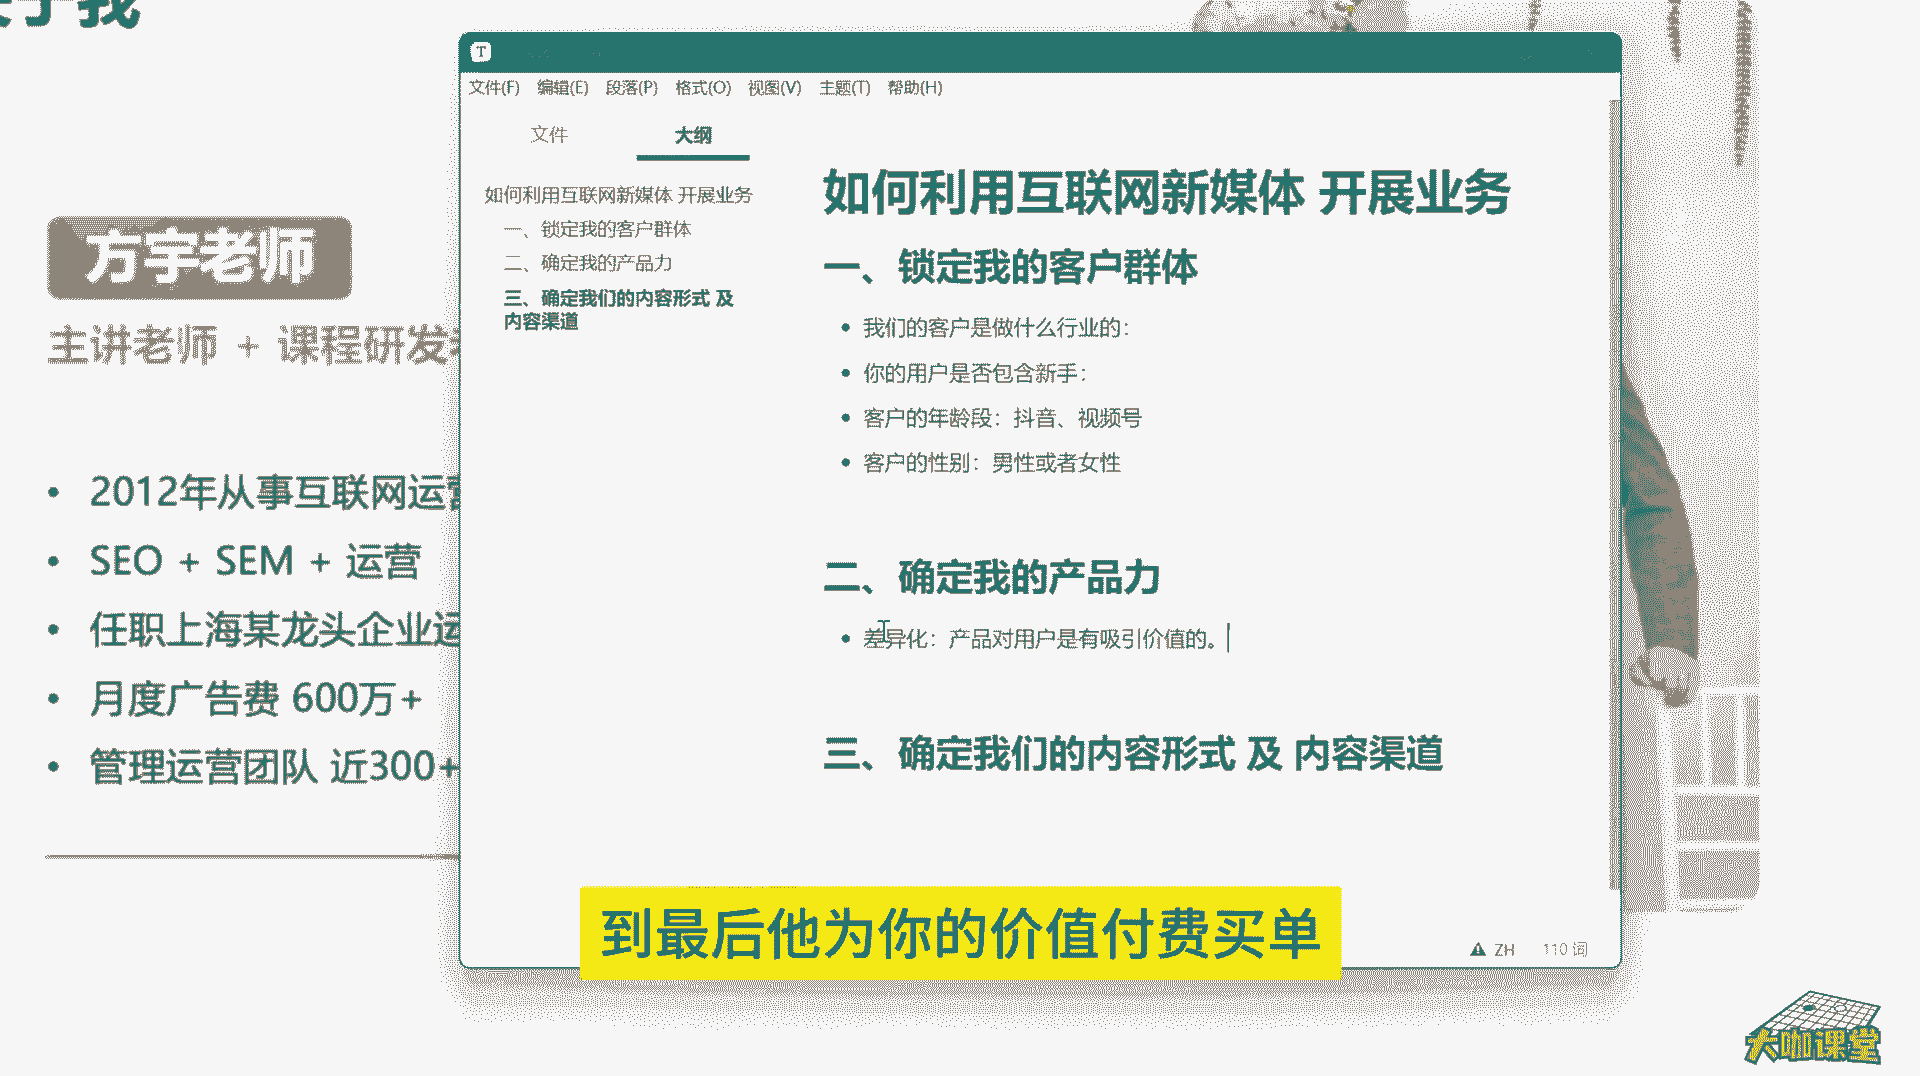 于我
方宇老师
主讲老师 + 课程研发
2012年从事互联网运营
SEO + SEM + 运营
任职上海某龙头企业运
月度广告费 600万+
管理运营团队 近300+
T
文件(F) 编辑(E) 段落(P) 格式(O) 视图(V) 主题(T) 帮助(H)
文件 大纲
如何利用互联网新媒体 开展业务
一、锁定我的客户群体
二、确定我的产品力
三、确定我们的内容形式 及
内容渠道
如何利用互联网新媒体 开展业务
一、锁定我的客户群体
我们的客户是做什么行业的：
你的用户是否包含新手：
客户的年龄段：抖音、视频号
客户的性别：男性或者女性
二、确定我的产品力
差异化：产品对用户是有吸引价值的。
三、确定我们的内容形式 及 内容渠道
到最后他为你的价值付费买单
ZH 110 词
大咖课堂